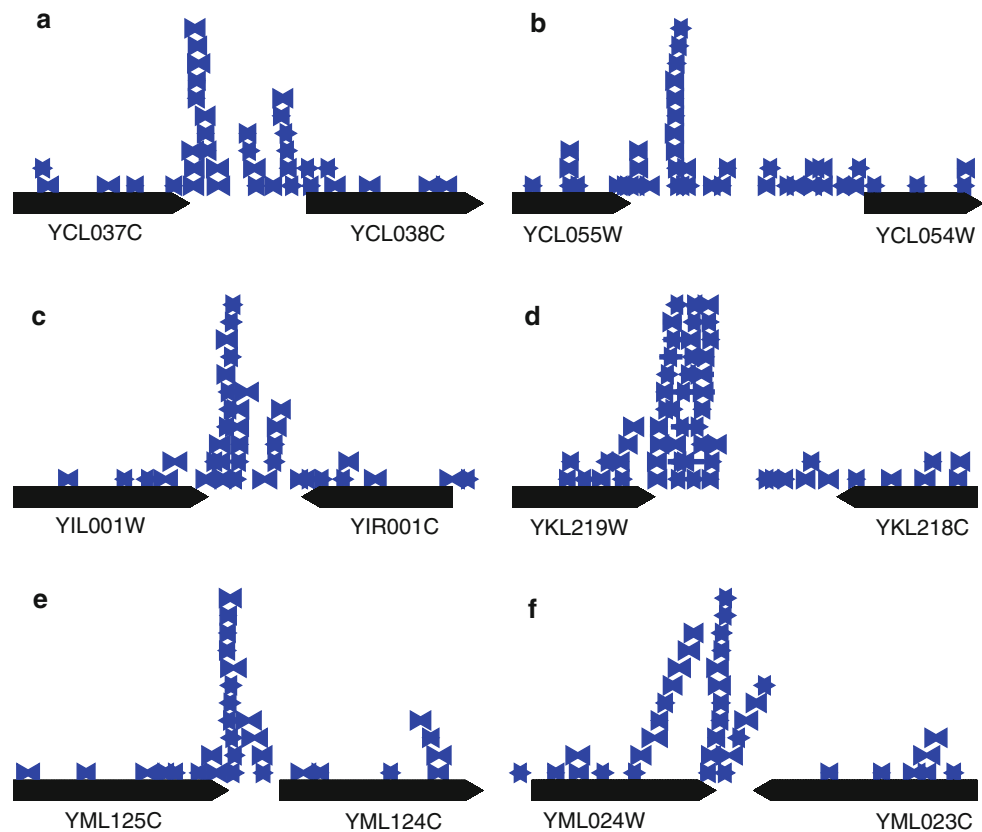 a
b
YCL037C
YCL038C
YCL055W
YCL054W
c
d
YIL001W
YIR001C
YKL219W
YKL218C
e
f
YML125C
YML124C
YML024W
YML023C